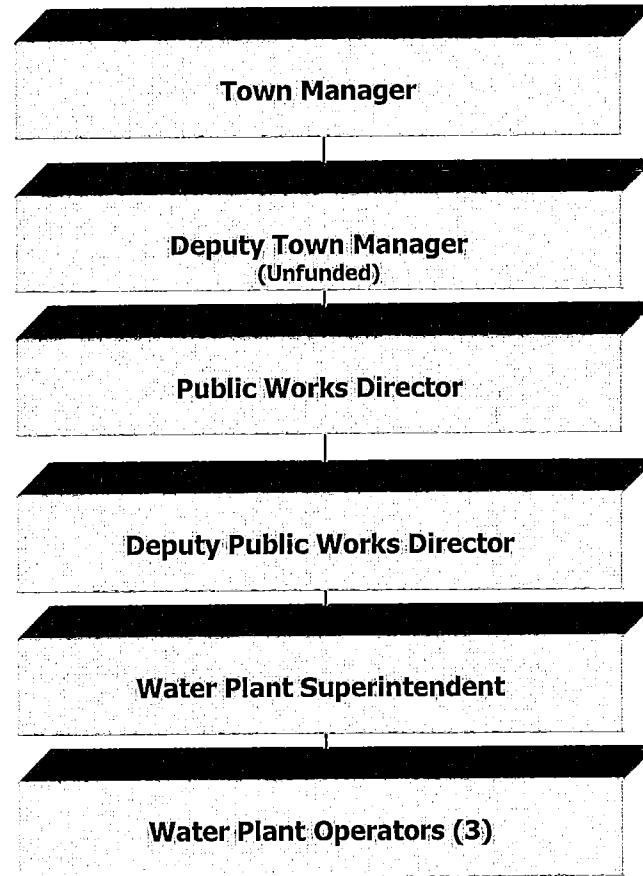 Town Manager
Deputy Town Manager
(Unfunded)
Public Works Director
Deputy Public Works Director
Water Plant Superintendent
Water Plant Operators (3)